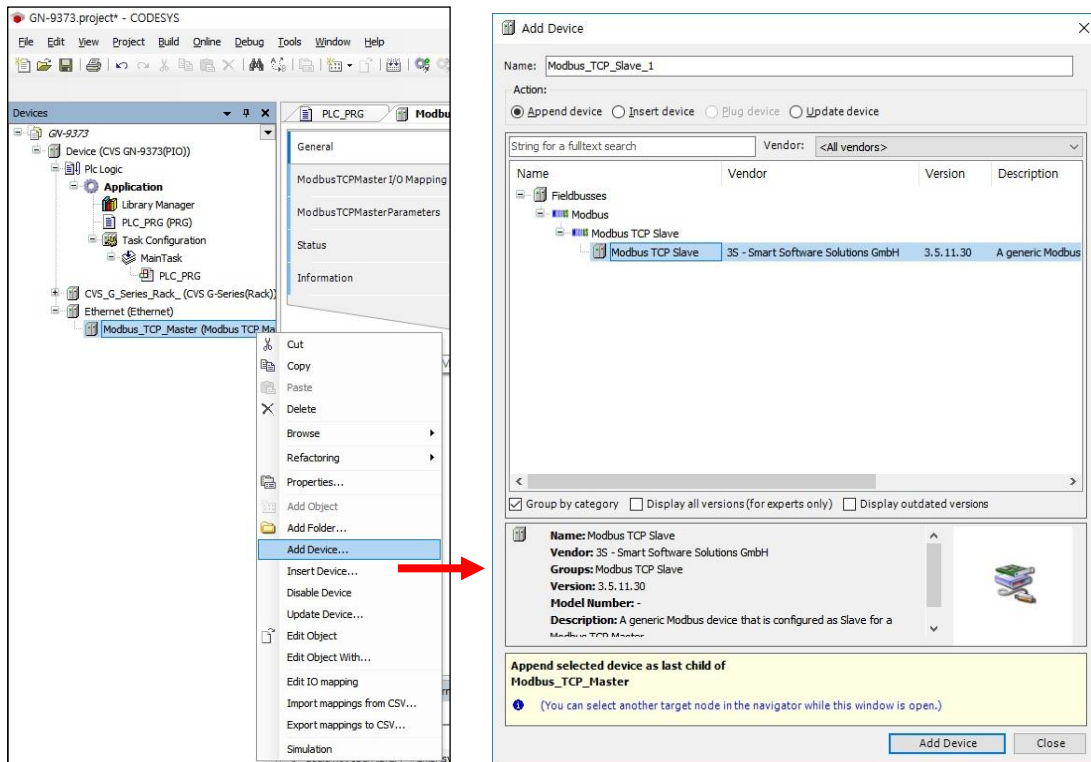 GN-9373.project* - CODESYS
File Edit View Project Build Online Debug Tools Window Help
Devices
GN-9373
Device (CVS GN-9373(PIO))
Plc Logic
Application
Library Manager
PLC_PRG (PRG)
Task Configuration
MainTask
PLC_PRG
CVS_G_Series_Rack_ (CVS G-Series(Rack))
Ethernet (Ethernet)
Modbus_TCP_Master (Modbus TCP Ma
PLC_PRG Modbu
General
ModbusTCPMaster I/O Mapping
ModbusTCPMasterParameters
Status
Information
Cut
Copy
Paste
Delete
Browse
Refactoring
Properties...
Add Object
Add Folder...
Add Device...
Insert Device...
Disable Device
Update Device...
Edit Object
Edit Object With...
Edit IO mapping
Import mappings from CSV...
Export mappings to CSV...
Simulation
Add Device
Name: Modbus_TCP_Slave_1
Action:
Append device Insert device Plug device Update device
String for a fulltext search Vendor: <All vendors>
Name Vendor Version Description
Fieldbusses
Modbus
Modbus TCP Slave
Modbus TCP Slave 3S - Smart Software Solutions GmbH 3.5.11.30 A generic Modbus
Group by category Display all versions (for experts only) Display outdated versions
Name: Modbus TCP Slave
Vendor: 3S - Smart Software Solutions GmbH
Groups: Modbus TCP Slave
Version: 3.5.11.30
Model Number: -
Description: A generic Modbus device that is configured as Slave for a
Modbus TCP Master
Append selected device as last child of
Modbus_TCP_Master
(You can select another target node in the navigator while this window is open.)
Add Device Close